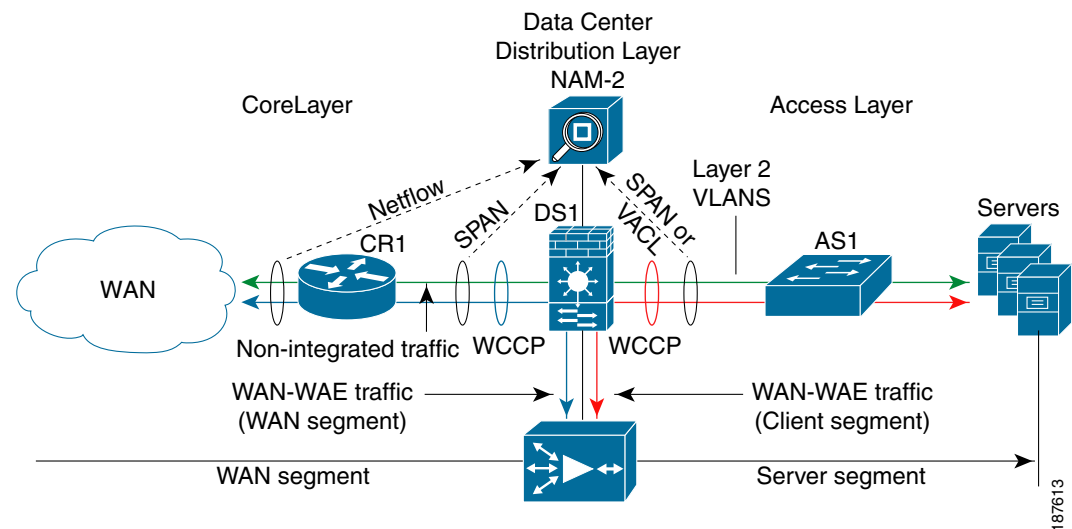 Data Center
Distribution Layer
NAM-2
CoreLayer
Access Layer
Netflow
SPAN
SPAN or
VACL
Layer 2
VLANS
DS1
CR1
AS1
Servers
WAN
Non-integrated traffic
WCCP
WCCP
WAN-WAE traffic
(WAN segment)
WAN-WAE traffic
(Client segment)
WAN segment
Server segment
187613